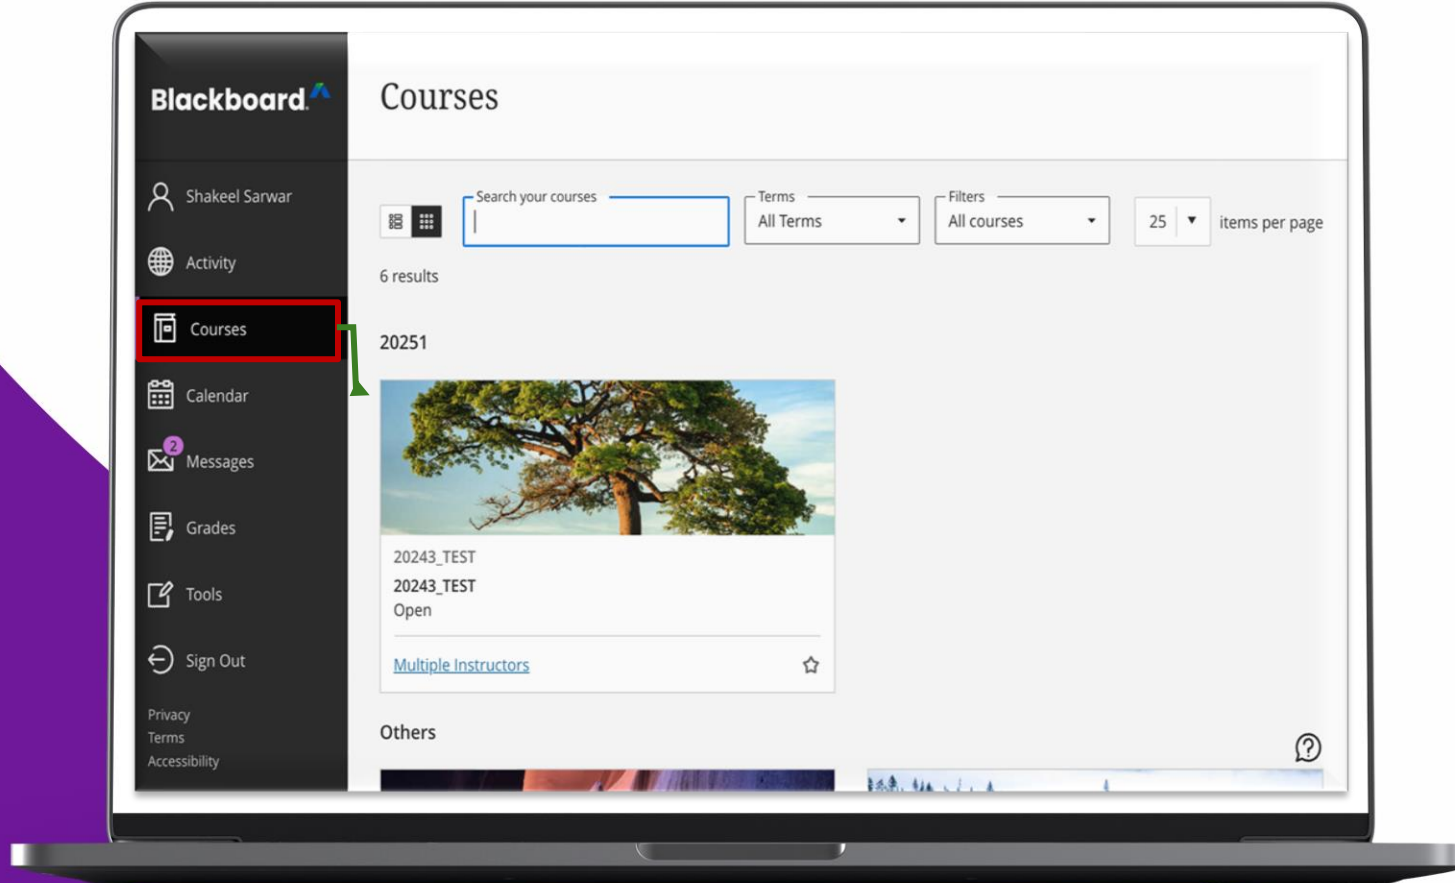 Blackboard
Shakeel Sarwar
Activity
Courses
Calendar
2
Messages
Grades
Tools
Sign Out
Privacy
Terms
Accessibility
Courses
Search your courses
Terms
All Terms
Filters
All courses
25
items per page
6 results
20251
20243_TEST
20243_TEST
Open
Multiple Instructors
Others